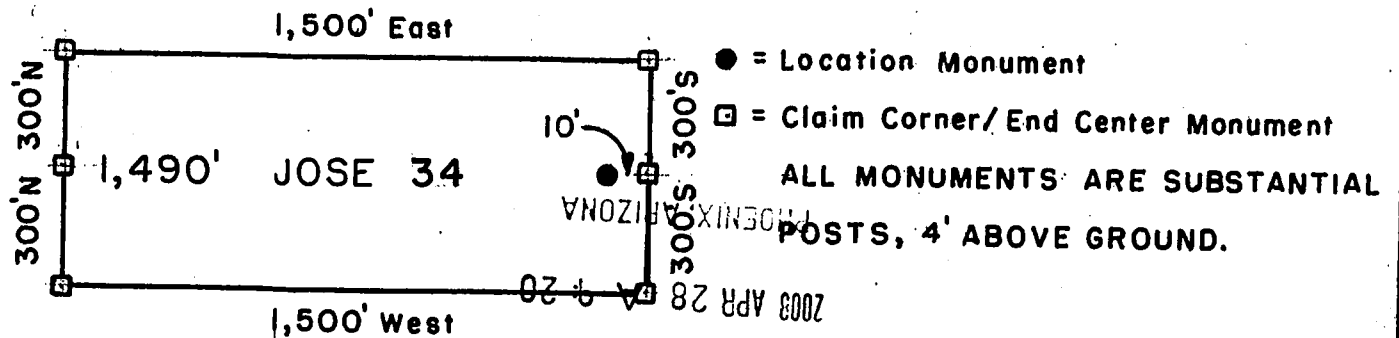 1,500' East
● = Location Monument
⊡ = Claim Corner/End Center Monument
ALL MONUMENTS ARE SUBSTANTIAL
POSTS, 4' ABOVE GROUND.
300'N
300'N
1,490' JOSE 34
10'
300'S
300'S
1,500' West
PHOENIX, ARIZONA
2008 APR 28 A 9:20